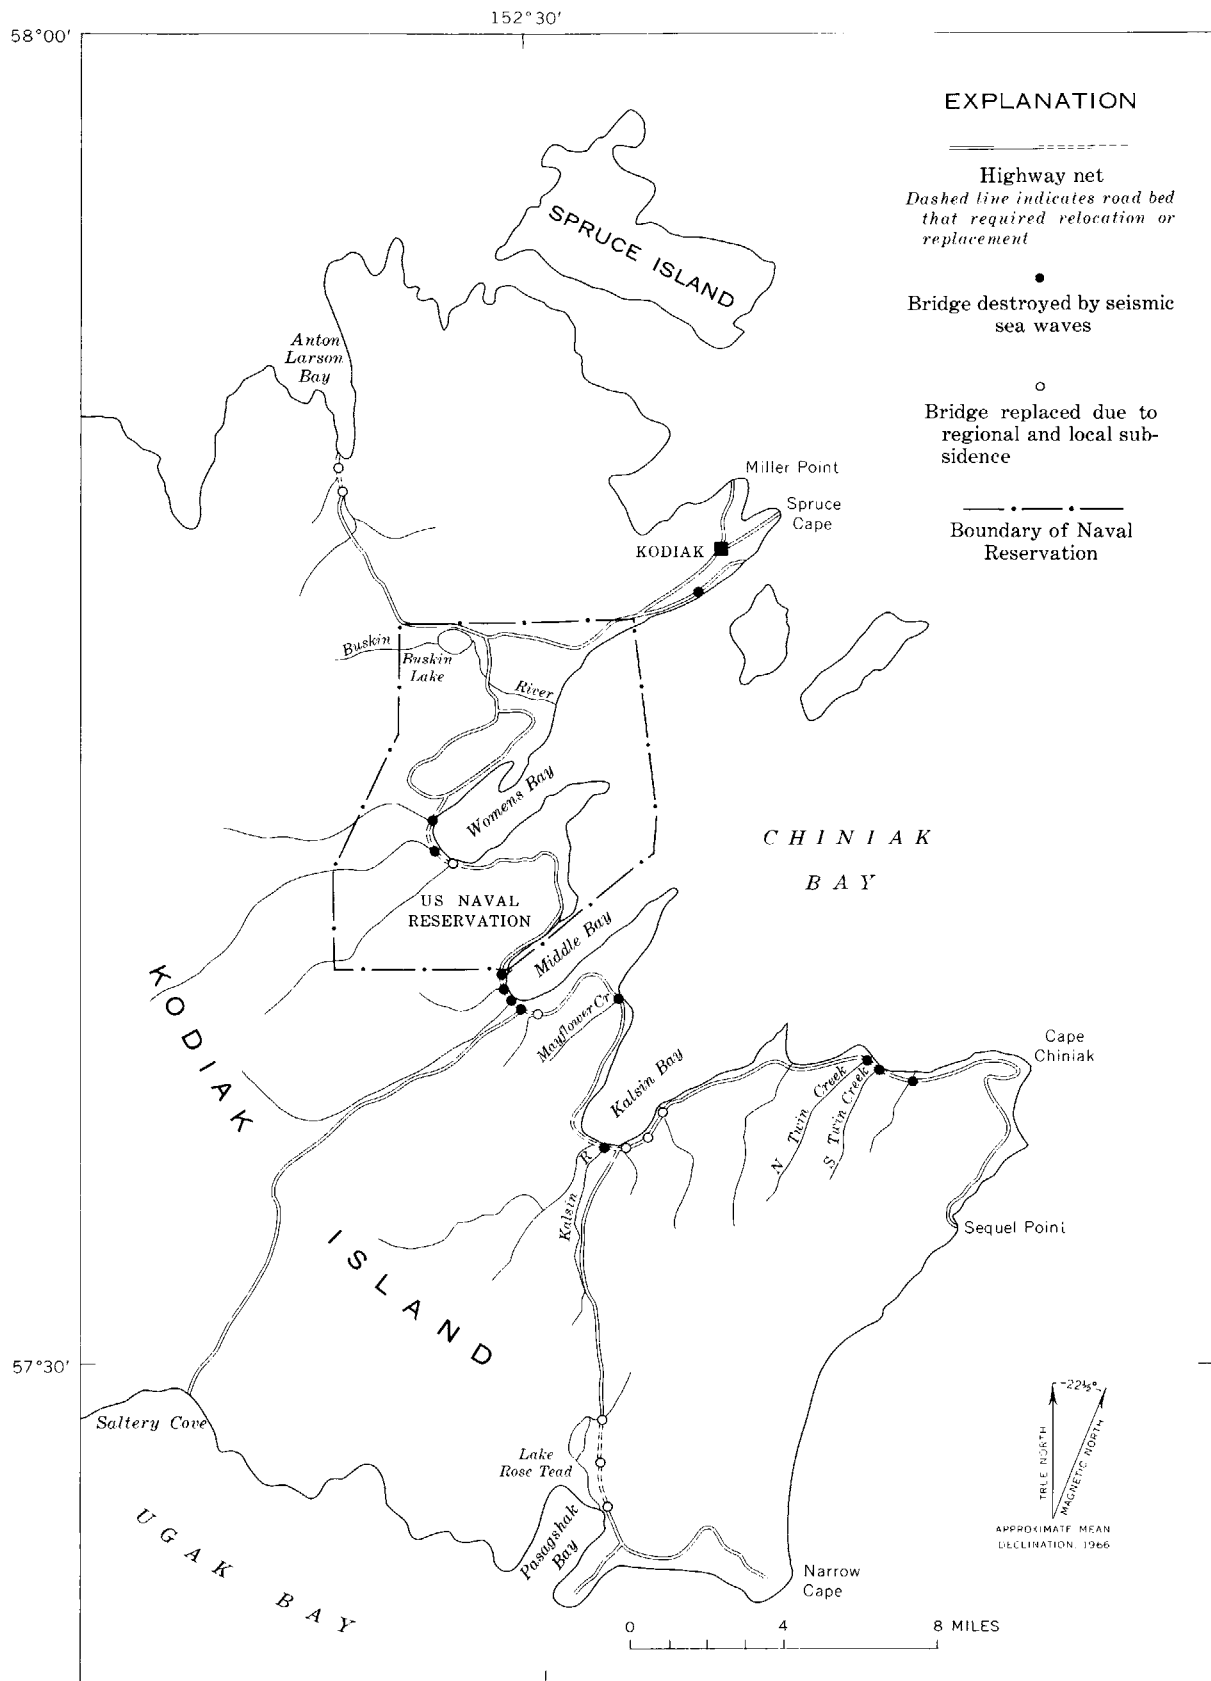 152°30'
58°00'
EXPLANATION
Highway net
Dashed line indicates road bed
that required relocation or
replacement
Bridge destroyed by seismic
sea waves
Bridge replaced due to
regional and local sub-
sidence
Boundary of Naval
Reservation
SPRUCE ISLAND
Anton
Larson
Bay
Miller Point
Spruce
Cape
KODIAK
Buskin
Buskin
Lake
River
Womens Bay
CHINIAK
BAY
US NAVAL
RESERVATION
Middle Bay
KODIAK
Mayflower Cr
Cape
Chiniak
Kalsin Bay
N Twin Creek
S Twin Creek
Kalsin R
Sequel Point
ISLAND
57°30'
Saltery Cove
Lake
Rose Tead
Pasagshak
Bay
UGAK BAY
Narrow
Cape
22½°
TRUE NORTH
MAGNETIC NORTH
APPROXIMATE MEAN
DECLINATION, 1966
0 4 8 MILES